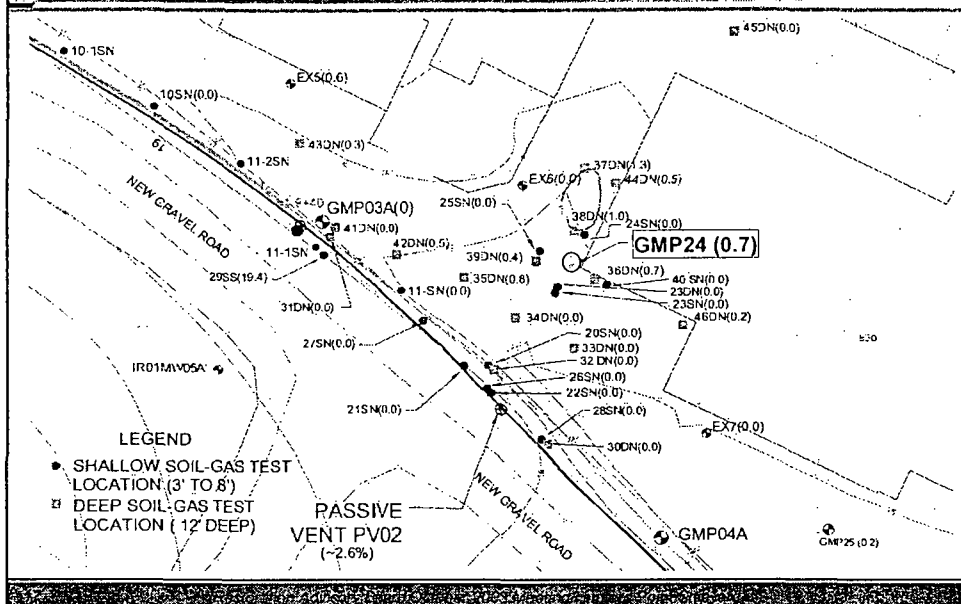 45DN(0.0)
10-1SN
EX5(0.6)
10SN(0.0)
43DN(0.3)
11-2SN
37DN(1.3)
44DN(0.5)
EX6(0.0)
25SN(0.0)
NEW GRAVEL ROAD
GMP03A(0)
41DN(0.0)
38DN(1.0)
24SN(0.0)
GMP24 (0.7)
11-1SN
42DN(0.5)
39DN(0.4)
29SS(19.4)
35DN(0.8)
36DN(0.7)
40SN(0.0)
23DN(0.0)
23SN(0.0)
31DN(0.0)
11-SN(0.0)
34DN(0.0)
46DN(0.2)
27SN(0.0)
20SN(0.0)
33DN(0.0)
32DN(0.0)
IR01MW05A
26SN(0.0)
22SN(0.0)
21SN(0.0)
28SN(0.0)
EX7(0.0)
30DN(0.0)
LEGEND
SHALLOW SOIL-GAS TEST
LOCATION (3' TO 8')
DEEP SOIL-GAS TEST
LOCATION ( 12' DEEP)
PASSIVE
VENT PV02
(~2.6%)
NEW GRAVEL ROAD
GMP04A
GMP25 (0.2)